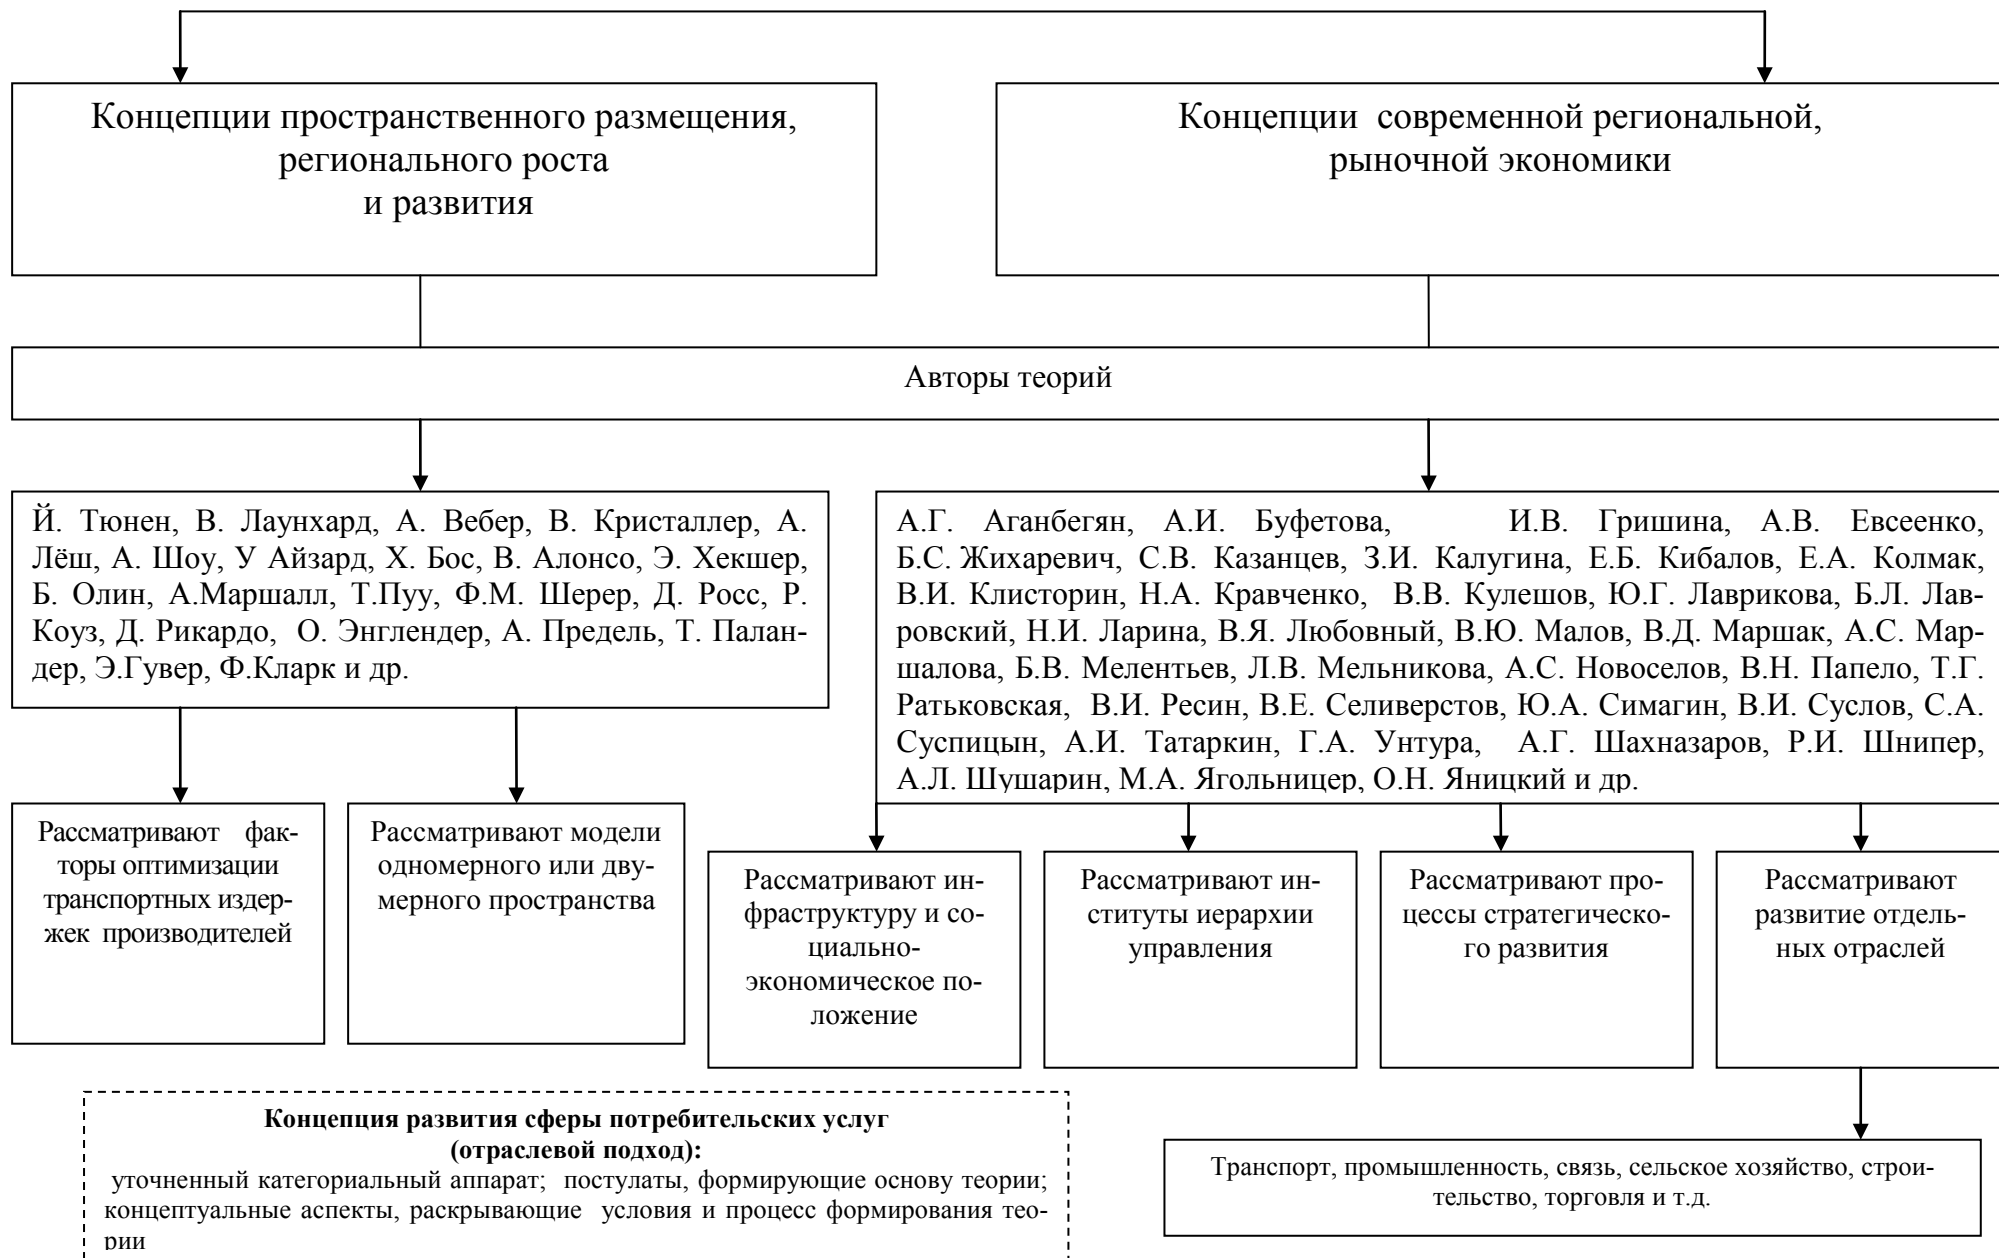 Концепции пространственного размещения,
регионального роста
и развития
Концепции современной региональной,
рыночной экономики
Авторы теорий
Й. Тюнен, В. Лаунхард, А. Вебер, В. Кристаллер, А.
Лёш, А. Шоу, У Айзард, Х. Бос, В. Алонсо, Э. Хекшер,
Б. Олин, А.Маршалл, Т.Пуу, Ф.М. Шерер, Д. Росс, Р.
Коуз, Д. Рикардо, О. Энглендер, А. Предель, Т. Палан-
дер, Э.Гувер, Ф.Кларк и др.
А.Г. Аганбегян, А.И. Буфетова, И.В. Гришина, А.В. Евсеенко,
Б.С. Жихаревич, С.В. Казанцев, З.И. Калугина, Е.Б. Кибалов, Е.А. Колмак,
В.И. Клисторин, Н.А. Кравченко, В.В. Кулешов, Ю.Г. Лаврикова, Б.Л. Лав-
ровский, Н.И. Ларина, В.Я. Любовный, В.Ю. Малов, В.Д. Маршак, А.С. Мар-
шалова, Б.В. Мелентьев, Л.В. Мельникова, А.С. Новоселов, В.Н. Папело, Т.Г.
Ратьковская, В.И. Ресин, В.Е. Селиверстов, Ю.А. Симагин, В.И. Суслов, С.А.
Суспицын, А.И. Татаркин, Г.А. Унтура, А.Г. Шахназаров, Р.И. Шнипер,
А.Л. Шушарин, М.А. Ягольницер, О.Н. Яницкий и др.
Рассматривают фак-
торы оптимизации
транспортных издер-
жек производителей
Рассматривают модели
одномерного или дву-
мерного пространства
Рассматривают ин-
фраструктуру и со-
циально-
экономическое по-
ложение
Рассматривают ин-
ституты иерархии
управления
Рассматривают про-
цессы стратегическо-
го развития
Рассматривают
развитие отдель-
ных отраслей
Концепция развития сферы потребительских услуг
(отраслевой подход):
уточненный категориальный аппарат; постулаты, формирующие основу теории;
концептуальные аспекты, раскрывающие условия и процесс формирования тео-
рии
Транспорт, промышленность, связь, сельское хозяйство, строи-
тельство, торговля и т.д.